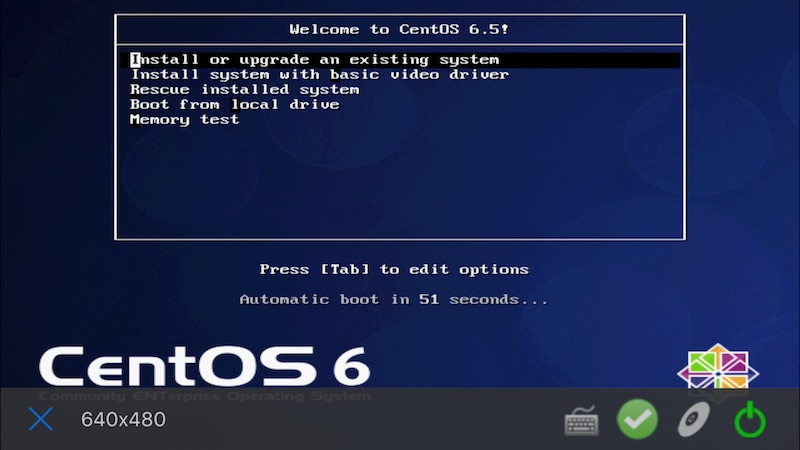 Welcome to CentOS 6.5!
Install or upgrade an existing system
Install system with basic video driver
Rescue installed system
Boot from local drive
Memory test
Press [Tab] to edit options
Automatic boot in 51 seconds...
CentOS 6
Community ENTerprise Operating System
640x480